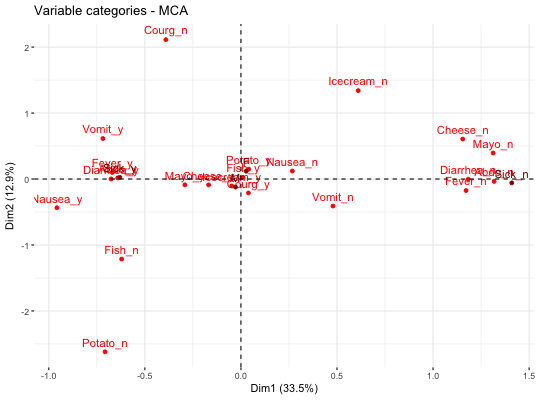 Variable categories - MCA
Courg_n
2
Icecream_n
1
Vomit_y
Cheese_n
Mayo_n
Potato_y
Nausea_n
Fever_y
Fish_y
Diarrhea_n
Sick_n
Fever_n
0
Nausea_y
Courg_y
Vomit_n
Dim2 (12.9%)
-1
Fish_n
-2
Potato_n
-1.0
-0.5
0.0
0.5
1.0
1.5
Dim1 (33.5%)